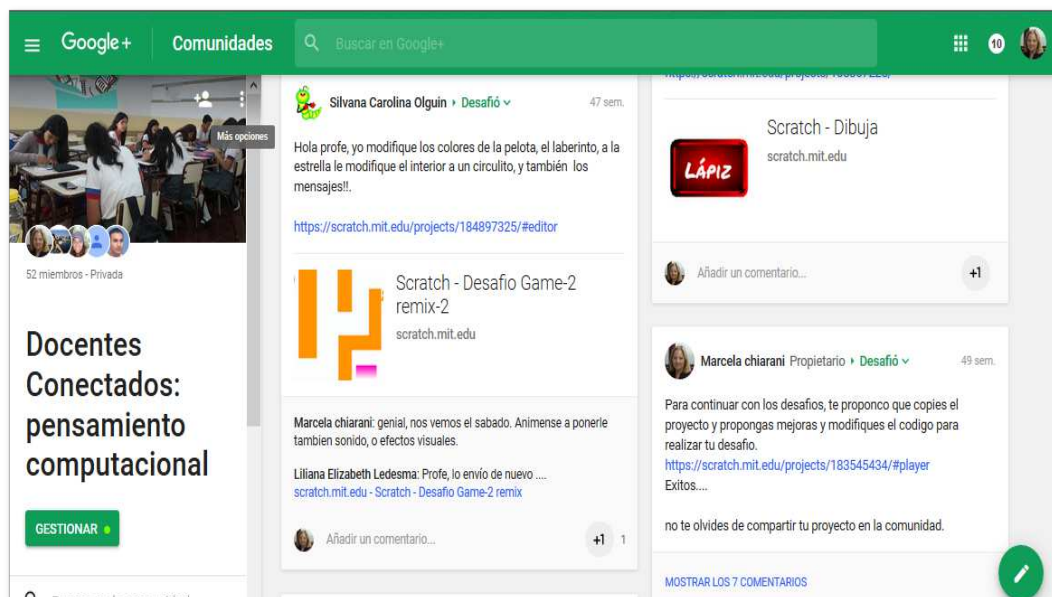 Google+
Comunidades
Buscar en Google+
10
Más opciones
52 miembros - Privada
Docentes
Conectados:
pensamiento
computacional
GESTIONAR
Silvana Carolina Olguin
Desafió
47 sem.
Hola profe, yo modifique los colores de la pelota, el laberinto, a la
estrella le modifique el interior a un circulito, y también los
mensajes!!.
https://scratch.mit.edu/projects/184897325/#editor
Scratch - Desafio Game-2
remix-2
scratch.mit.edu
Marcela chiarani: genial, nos vemos el sabado. Animense a ponerle
tambien sonido, o efectos visuales.
Liliana Elizabeth Ledesma: Profe, lo envío de nuevo ....
scratch.mit.edu - Scratch - Desafio Game-2 remix
Añadir un comentario...
+1
1
LÁPIZ
Scratch - Dibuja
scratch.mit.edu
Añadir un comentario...
+1
Marcela chiarani Propietario
Desafió
49 sem.
Para continuar con los desafios, te proponco que copies el
proyecto y propongas mejoras y modifiques el codigo para
realizar tu desafio.
https://scratch.mit.edu/projects/183545434/#player
Exitos....
no te olvides de compartir tu proyecto en la comunidad.
MOSTRAR LOS 7 COMENTARIOS